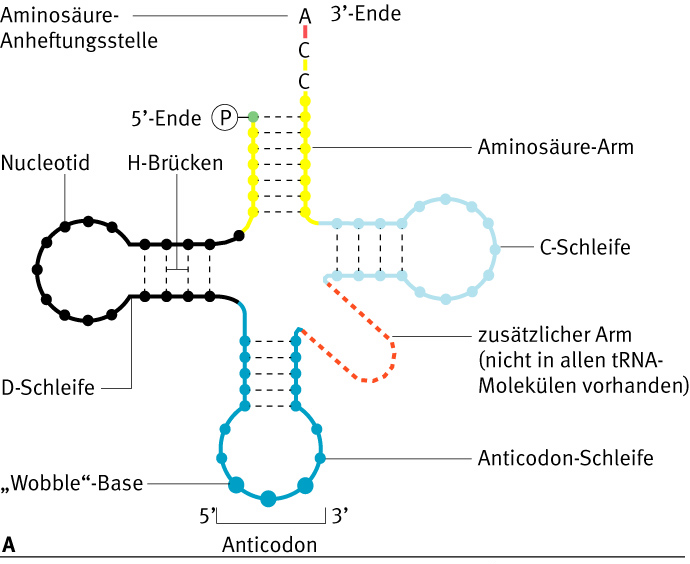 Aminosäure-
Anheftungsstelle
A
3’-Ende
C
C
5’-Ende
P
Aminosäure-Arm
Nucleotid
H-Brücken
C-Schleife
zusätzlicher Arm
(nicht in allen tRNA-
Molekülen vorhanden)
D-Schleife
Anticodon-Schleife
„Wobble“-Base
5’
3’
A
Anticodon